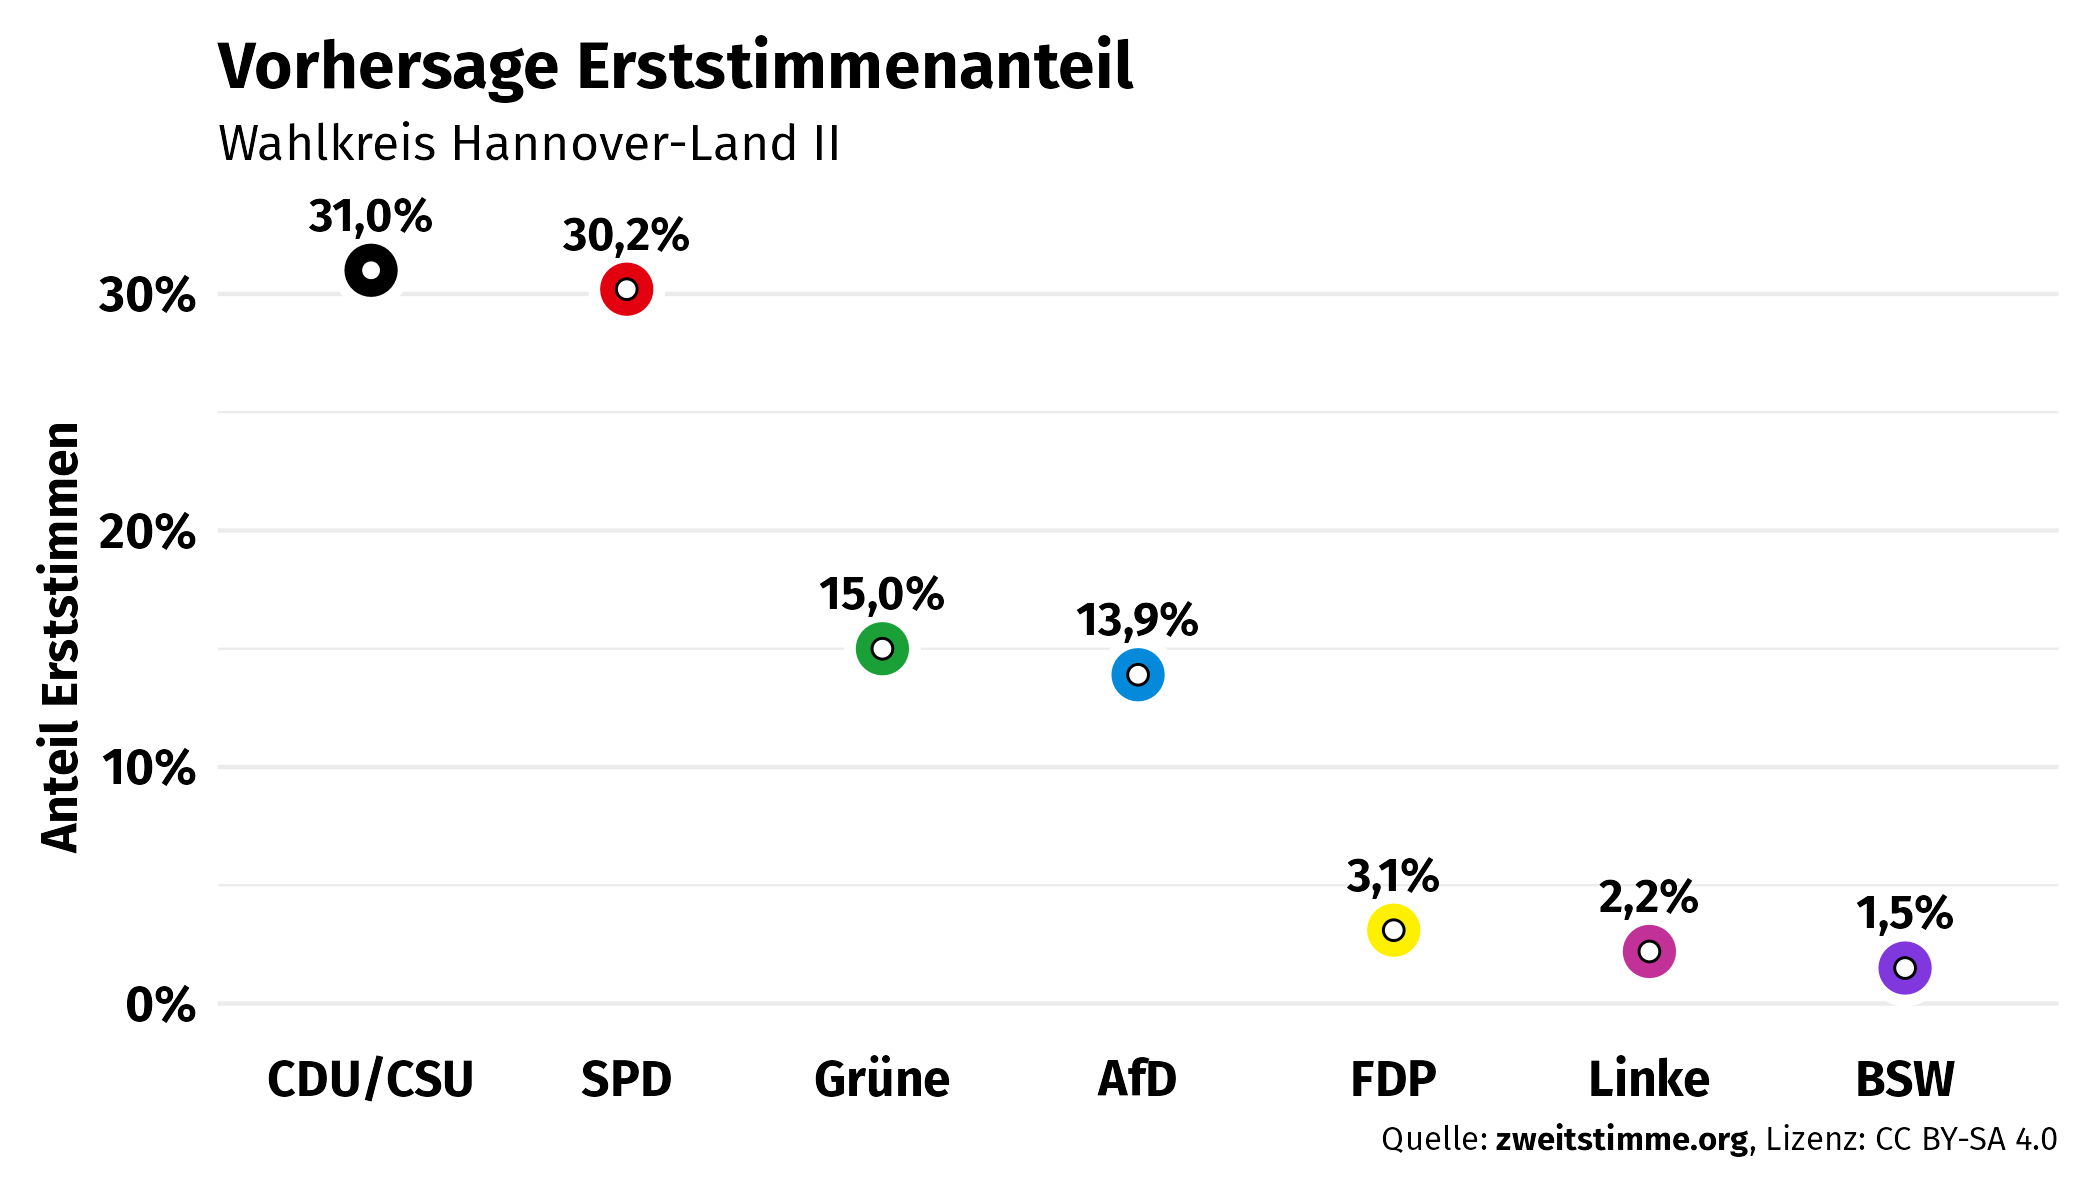 Vorhersage Erststimmenanteil
Wahlkreis Hannover-Land II
31,0%
30,2%
30%
20%
15,0%
13,9%
10%
3,1%
2,2%
1,5%
0%
Anteil Erststimmen
CDU/CSU SPD Grüne AfD FDP Linke BSW
Quelle: zweitstimme.org, Lizenz: CC BY-SA 4.0